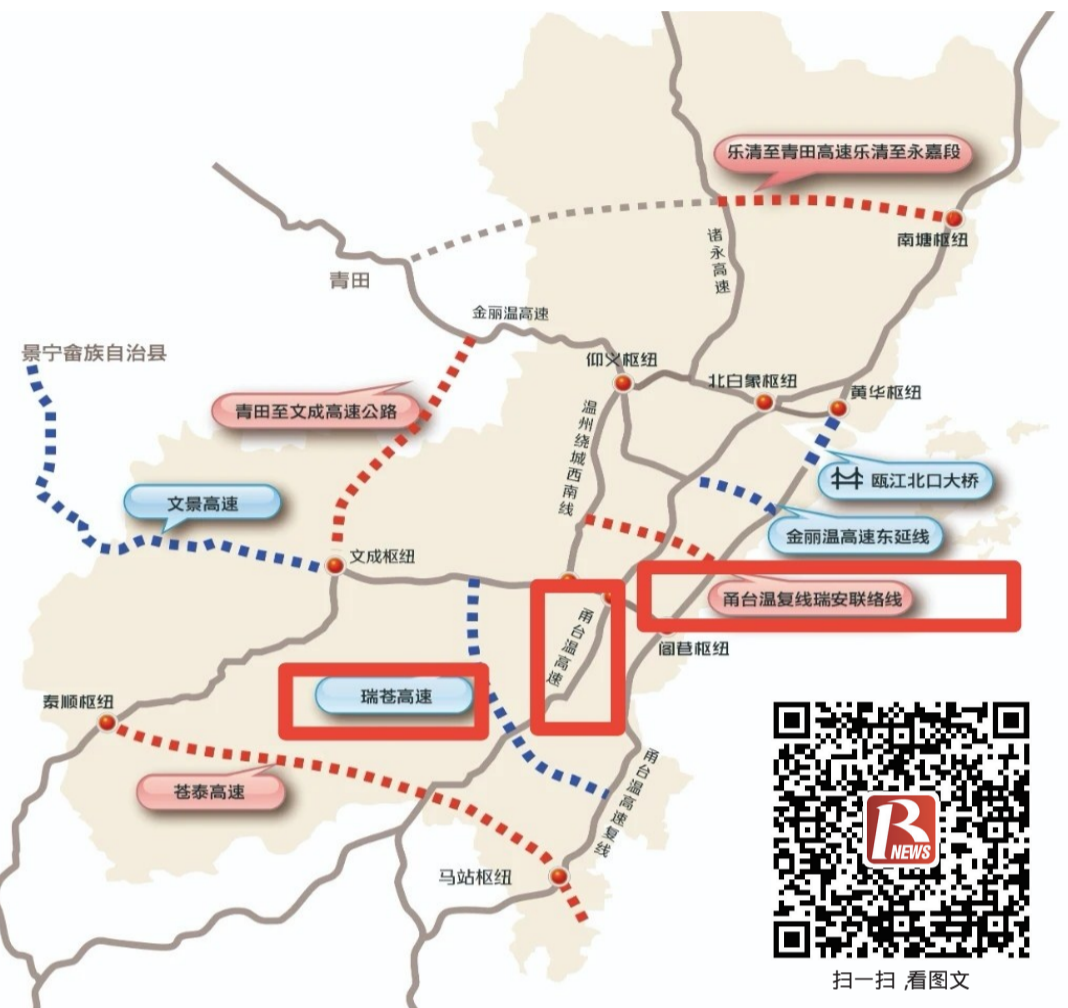 乐清至青田高速乐清至永嘉段
南塘枢纽
诸永高速
青田
金丽温高速
景宁畲族自治县
仰义枢纽
北白象枢纽
黄华枢纽
青田至文成高速公路
温州绕城西南线
瓯江北口大桥
文景高速
金丽温高速东延线
文成枢纽
甬台温复线瑞安联络线
甬台温高速
阁巷枢纽
瑞苍高速
泰顺枢纽
苍泰高速
甬台温高速复线
马站枢纽
R
NEWS
扫一扫,看图文